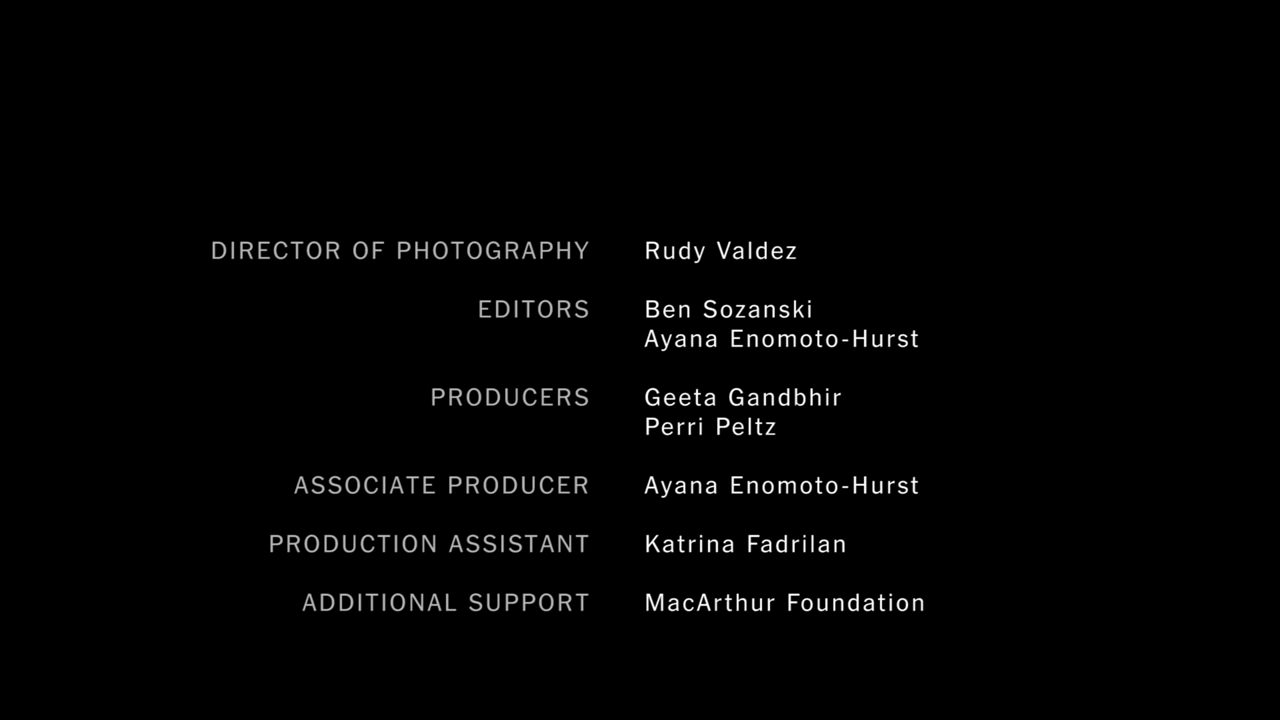 DIRECTOR OF PHOTOGRAPHY Rudy Valdez
EDITORS Ben Sozanski
Ayana Enomoto-Hurst
PRODUCERS Geeta Gandbhir
Perri Peltz
ASSOCIATE PRODUCER Ayana Enomoto-Hurst
PRODUCTION ASSISTANT Katrina Fadrilan
ADDITIONAL SUPPORT MacArthur Foundation